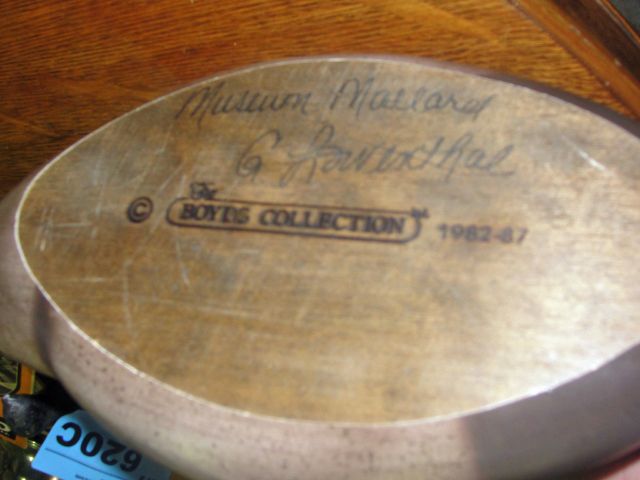 Museum Mallard
G Lowenthal
The
© BOYDS COLLECTION 1982-87
620C